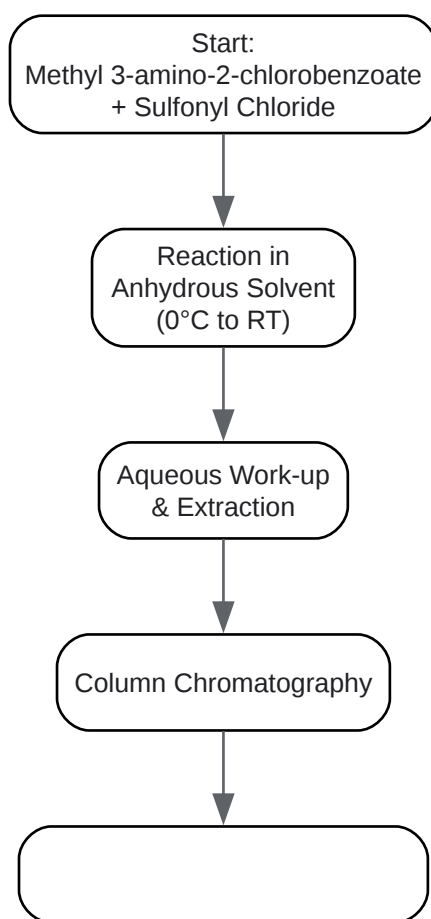 Start:
Methyl 3-amino-2-chlorobenzoate
+ Sulfonyl Chloride
Reaction in
Anhydrous Solvent
(0°C to RT)
Aqueous Work-up
& Extraction
Column Chromatography